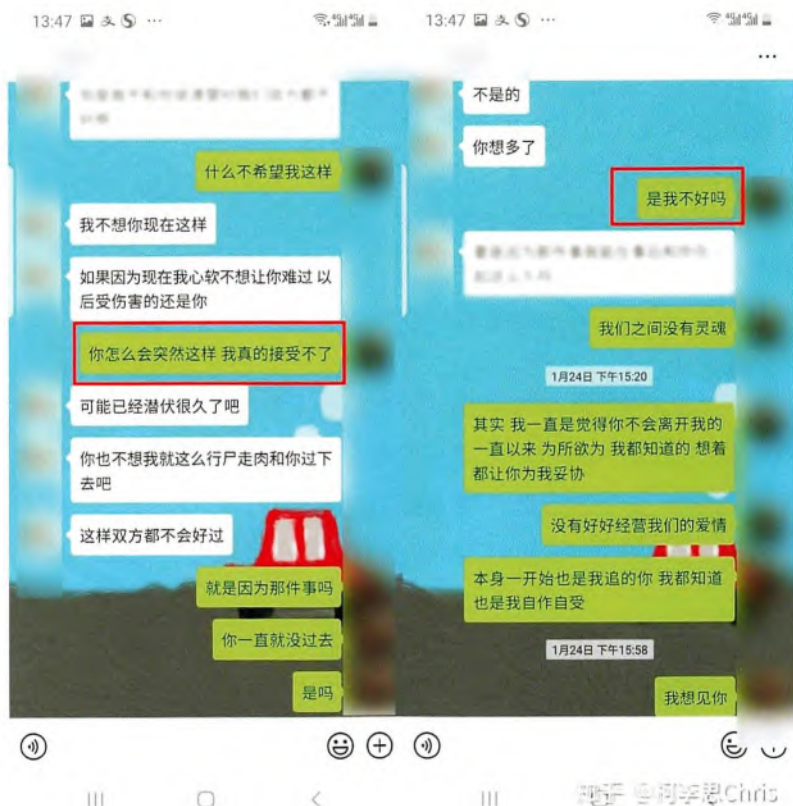 13:47
什么不希望我这样
我不想你现在这样
如果因为现在我心软不想让你难过 以
后受伤害的还是你
你怎么会突然这样 我真的接受不了
可能已经潜伏很久了吧
你也不想我就这么行尸走肉和你过下
去吧
这样双方都不会好过
就是因为那件事吗
你一直就没过去
是吗
13:47
不是的
你想多了
是我不好吗
我们之间没有灵魂
1月24日 下午15:20
其实 我一直是觉得你不会离开我的
一直以来 为所欲为 我都知道的 想着
都让你为我妥协
没有好好经营我们的爱情
本身一开始也是我追的你 我都知道
也是我自作自受
1月24日 下午15:58
我想见你
知乎 @柯李思Chris